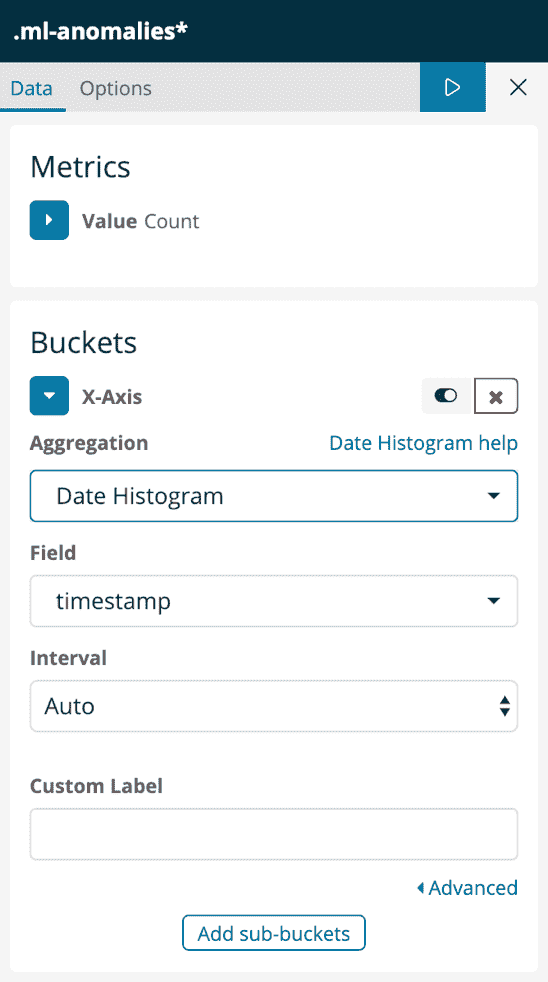 .ml-anomalies*
Data Options
Metrics
Value Count
Buckets
X-Axis
Aggregation Date Histogram help
Date Histogram
Field
timestamp
Interval
Auto
Custom Label
Advanced
Add sub-buckets